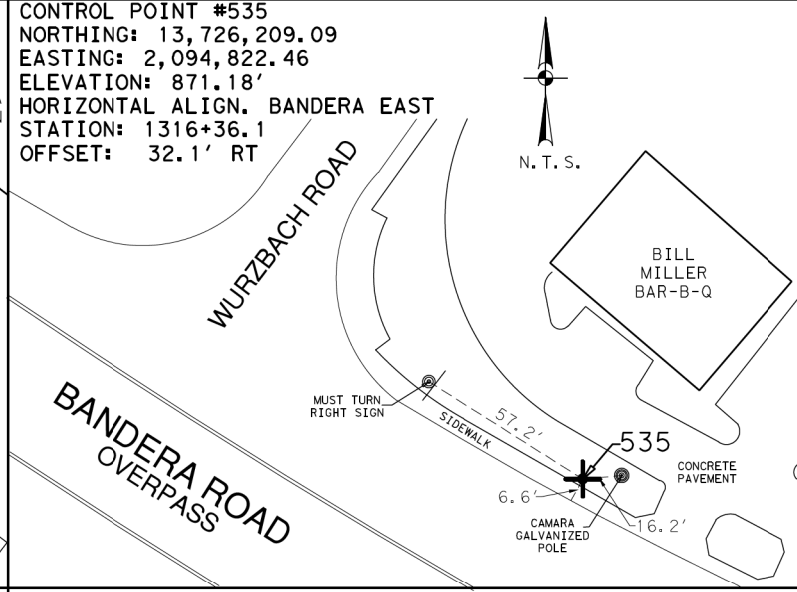 CONTROL POINT #535
NORTHING: 13,726,209.09
EASTING: 2,094,822.46
ELEVATION: 871.18'
HORIZONTAL ALIGN. BANDERA EAST
STATION: 1316+36.1
OFFSET: 32.1' RT
N.T.S.
WURZBACH ROAD
BILL
MILLER
BAR-B-Q
MUST TURN
RIGHT SIGN
57.2'
SIDEWALK
535
BANDERA ROAD
OVERPASS
CONCRETE
PAVEMENT
6.6'
16.2'
CAMARA
GALVANIZED
POLE